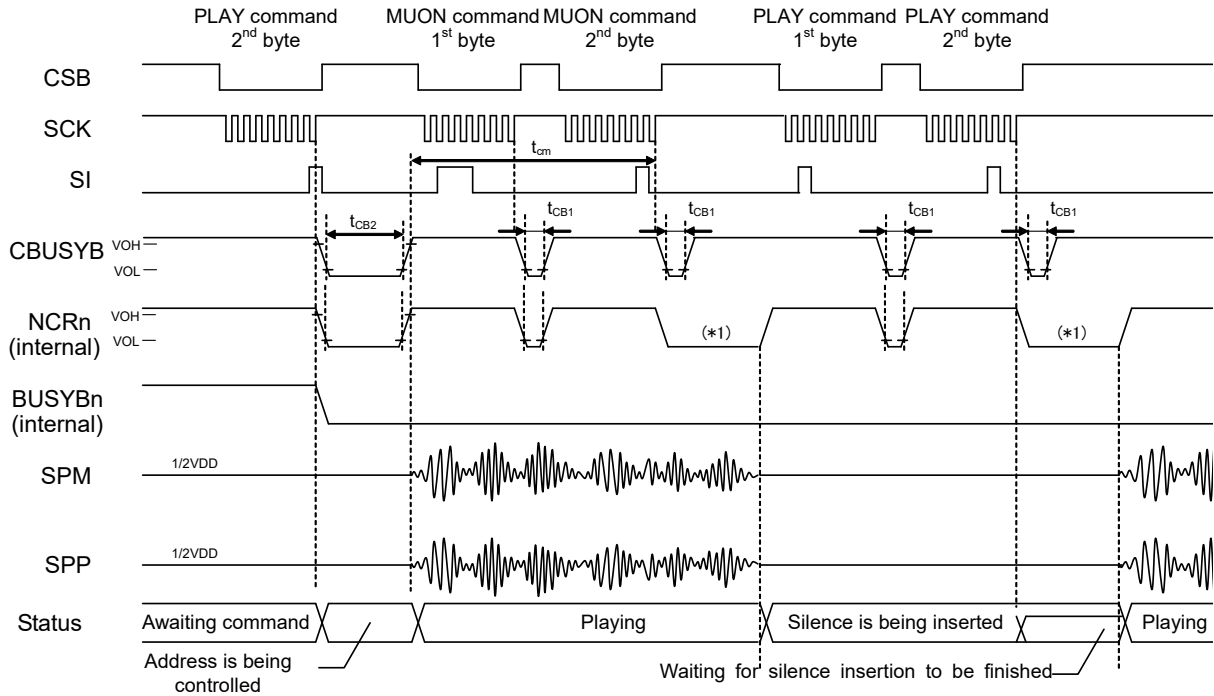 PLAY command
2nd byte
MUON command
1st byte
MUON command
2nd byte
PLAY command
1st byte
PLAY command
2nd byte
CSB
SCK
tcm
SI
tCB2
tCB1
tCB1
tCB1
tCB1
CBUSYB
VOH
VOL
NCRn
(internal)
VOH
VOL
(*1)
(*1)
BUSYBn
(internal)
SPM
1/2VDD
SPP
1/2VDD
Status
Awaiting command
Playing
Silence is being inserted
Playing
Address is being
controlled
Waiting for silence insertion to be finished